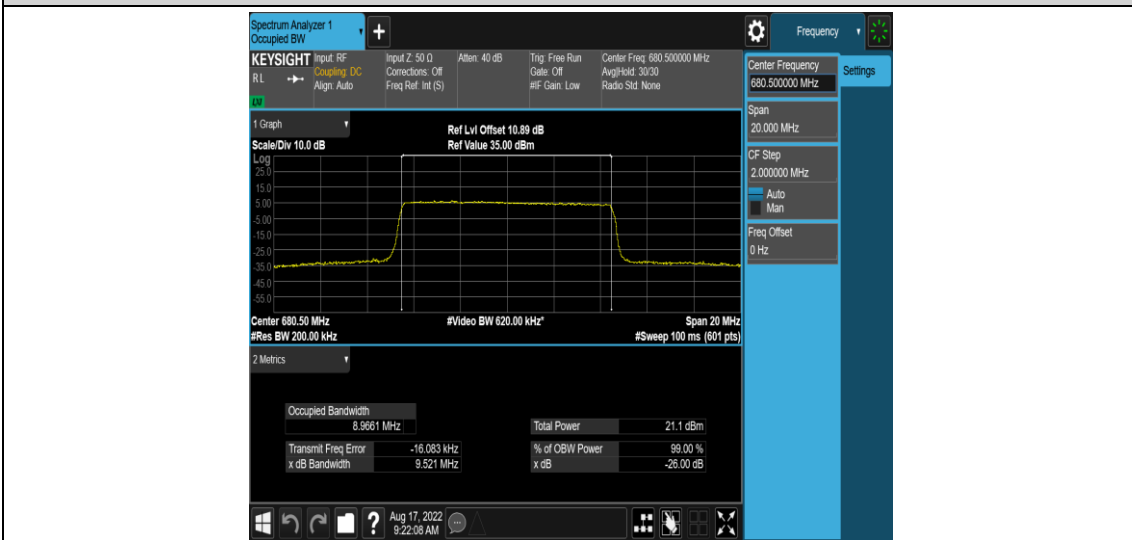 Spectrum Analyzer 1
Occupied BW
+
Frequency
KEYSIGHT
RL
LXI
Input: RF
Coupling: DC
Align: Auto
Input Z: 50 Ω
Corrections: Off
Freq Ref: Int (S)
Atten: 40 dB
Trig: Free Run
Gate: Off
#IF Gain: Low
Center Freq: 680.500000 MHz
Avg|Hold: 30/30
Radio Std: None
Center Frequency
680.500000 MHz
Settings
Span
20.000 MHz
CF Step
2.000000 MHz
Auto
Man
Freq Offset
0 Hz
1 Graph
Ref Lvl Offset 10.89 dB
Scale/Div 10.0 dB
Ref Value 35.00 dBm
Log
25.0
15.0
5.00
-5.00
-15.0
-25.0
-35.0
-45.0
-55.0
Center 680.50 MHz
#Video BW 620.00 kHz*
Span 20 MHz
#Res BW 200.00 kHz
#Sweep 100 ms (601 pts)
2 Metrics
Occupied Bandwidth
8.9661 MHz
Total Power 21.1 dBm
Transmit Freq Error -16.083 kHz
% of OBW Power 99.00 %
x dB Bandwidth 9.521 MHz
x dB -26.00 dB
?
Aug 17, 2022
9:22:08 AM